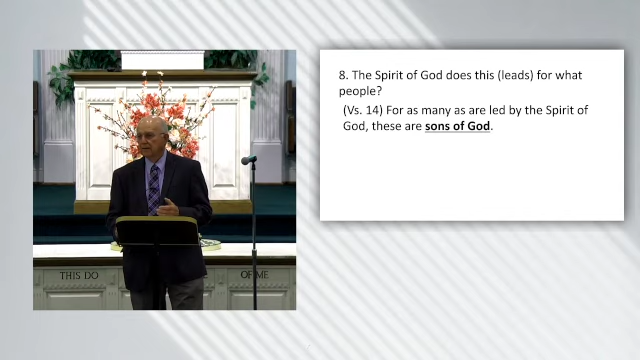 8. The Spirit of God does this (leads) for what
people?
(Vs. 14) For as many as are led by the Spirit of
God, these are sons of God.
THIS DO
OF ME